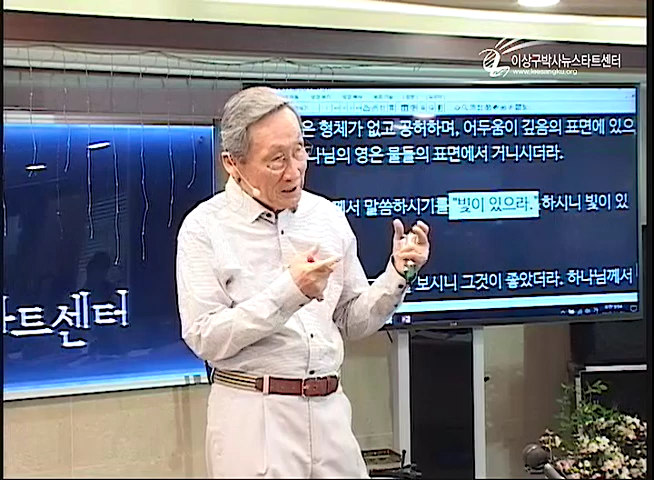 이상구박사뉴스타트센터
www.leesangku.org
은 형체가 없고 공허하며, 어두움이 깊음의 표면에 있으
나님의 영은 물들의 표면에서 거니시더라.
께서 말씀하시기를 "빛이 있으라." 하시니 빛이 있
보시니 그것이 좋았더라. 하나님께서
타트센터